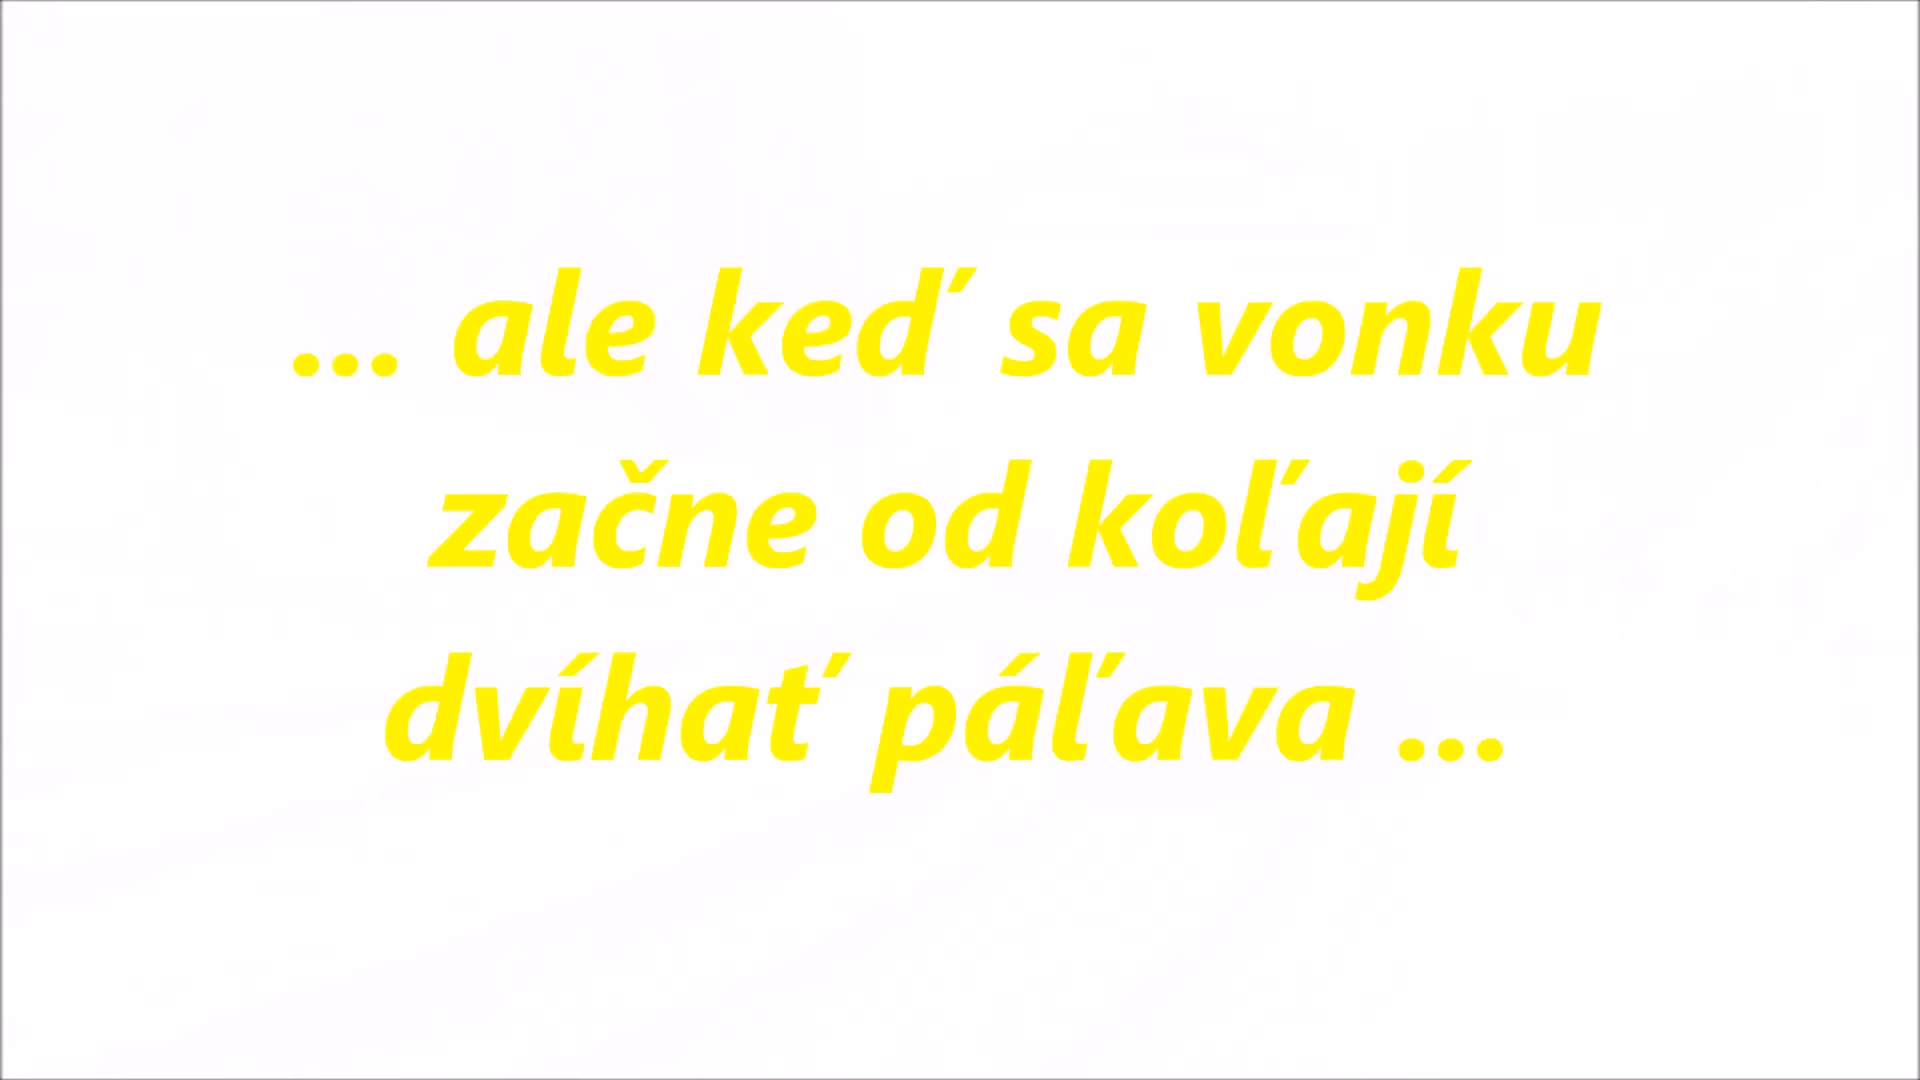 ... ale keď sa vonku
začne od koľají
dvíhať páľava ...